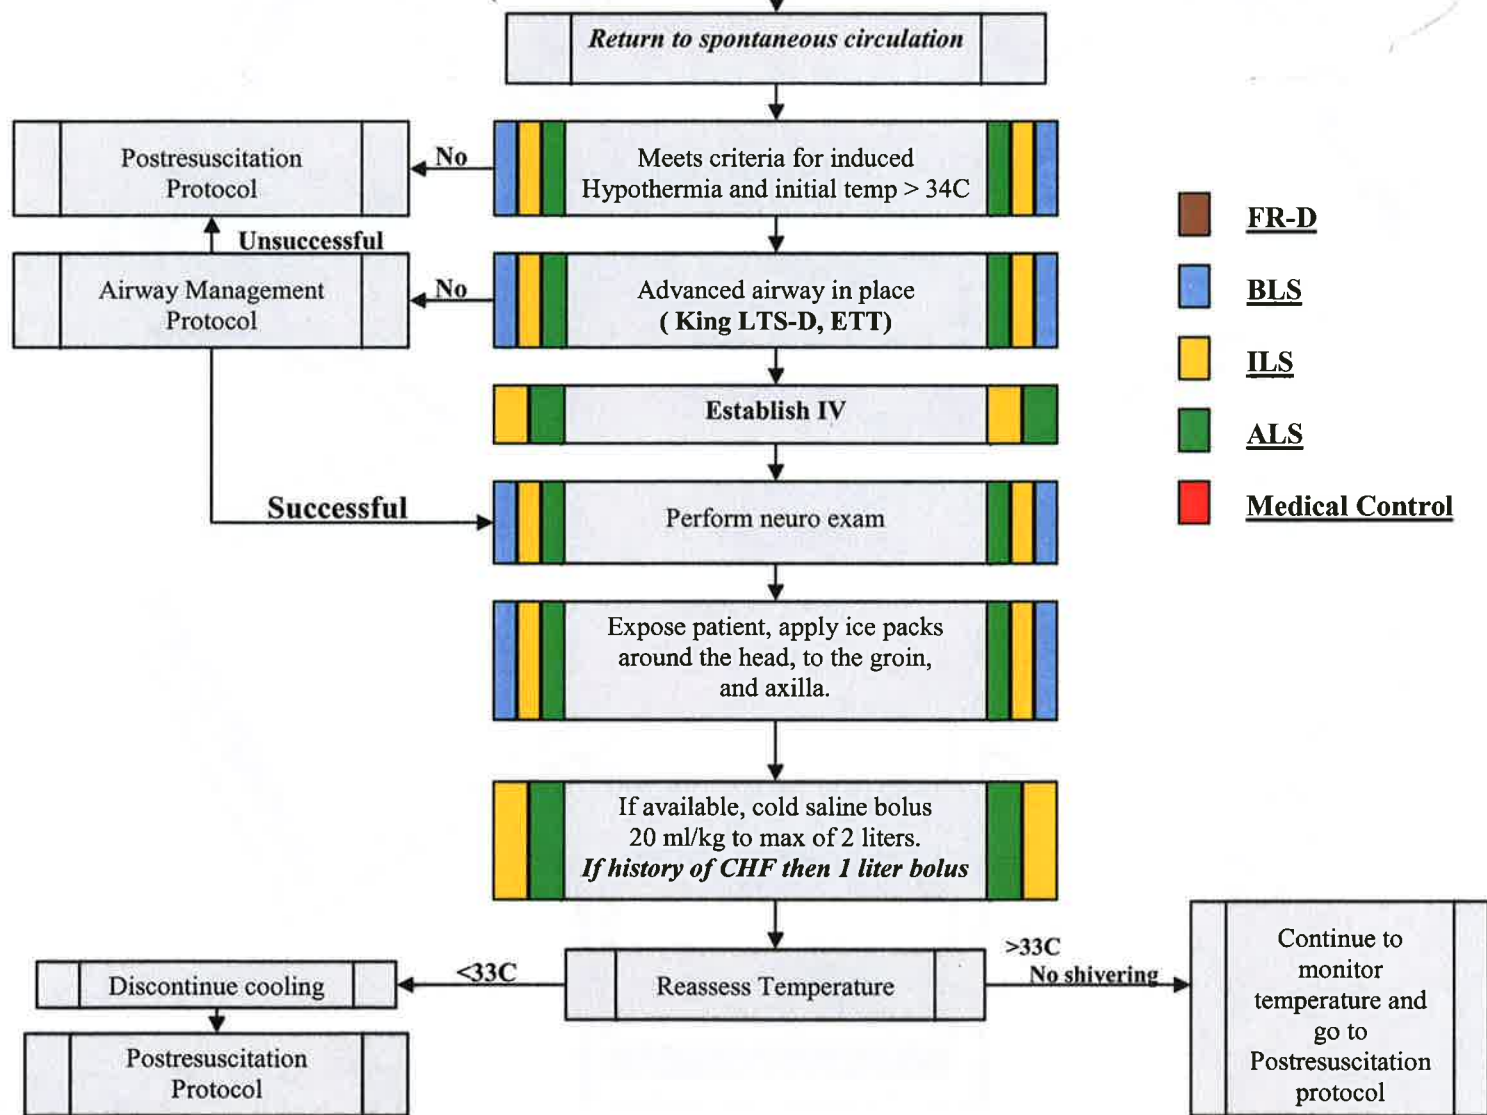 Return to spontaneous circulation
Postresuscitation
Protocol
No
Meets criteria for induced
Hypothermia and initial temp > 34C
Unsuccessful
Airway Management
Protocol
No
Advanced airway in place
( King LTS-D, ETT)
Establish IV
Successful
Perform neuro exam
Expose patient, apply ice packs
around the head, to the groin,
and axilla.
If available, cold saline bolus
20 ml/kg to max of 2 liters.
If history of CHF then 1 liter bolus
Reassess Temperature
<33C
Discontinue cooling
Postresuscitation
Protocol
>33C
No shivering
Continue to
monitor
temperature and
go to
Postresuscitation
protocol
FR-D
BLS
ILS
ALS
Medical Control